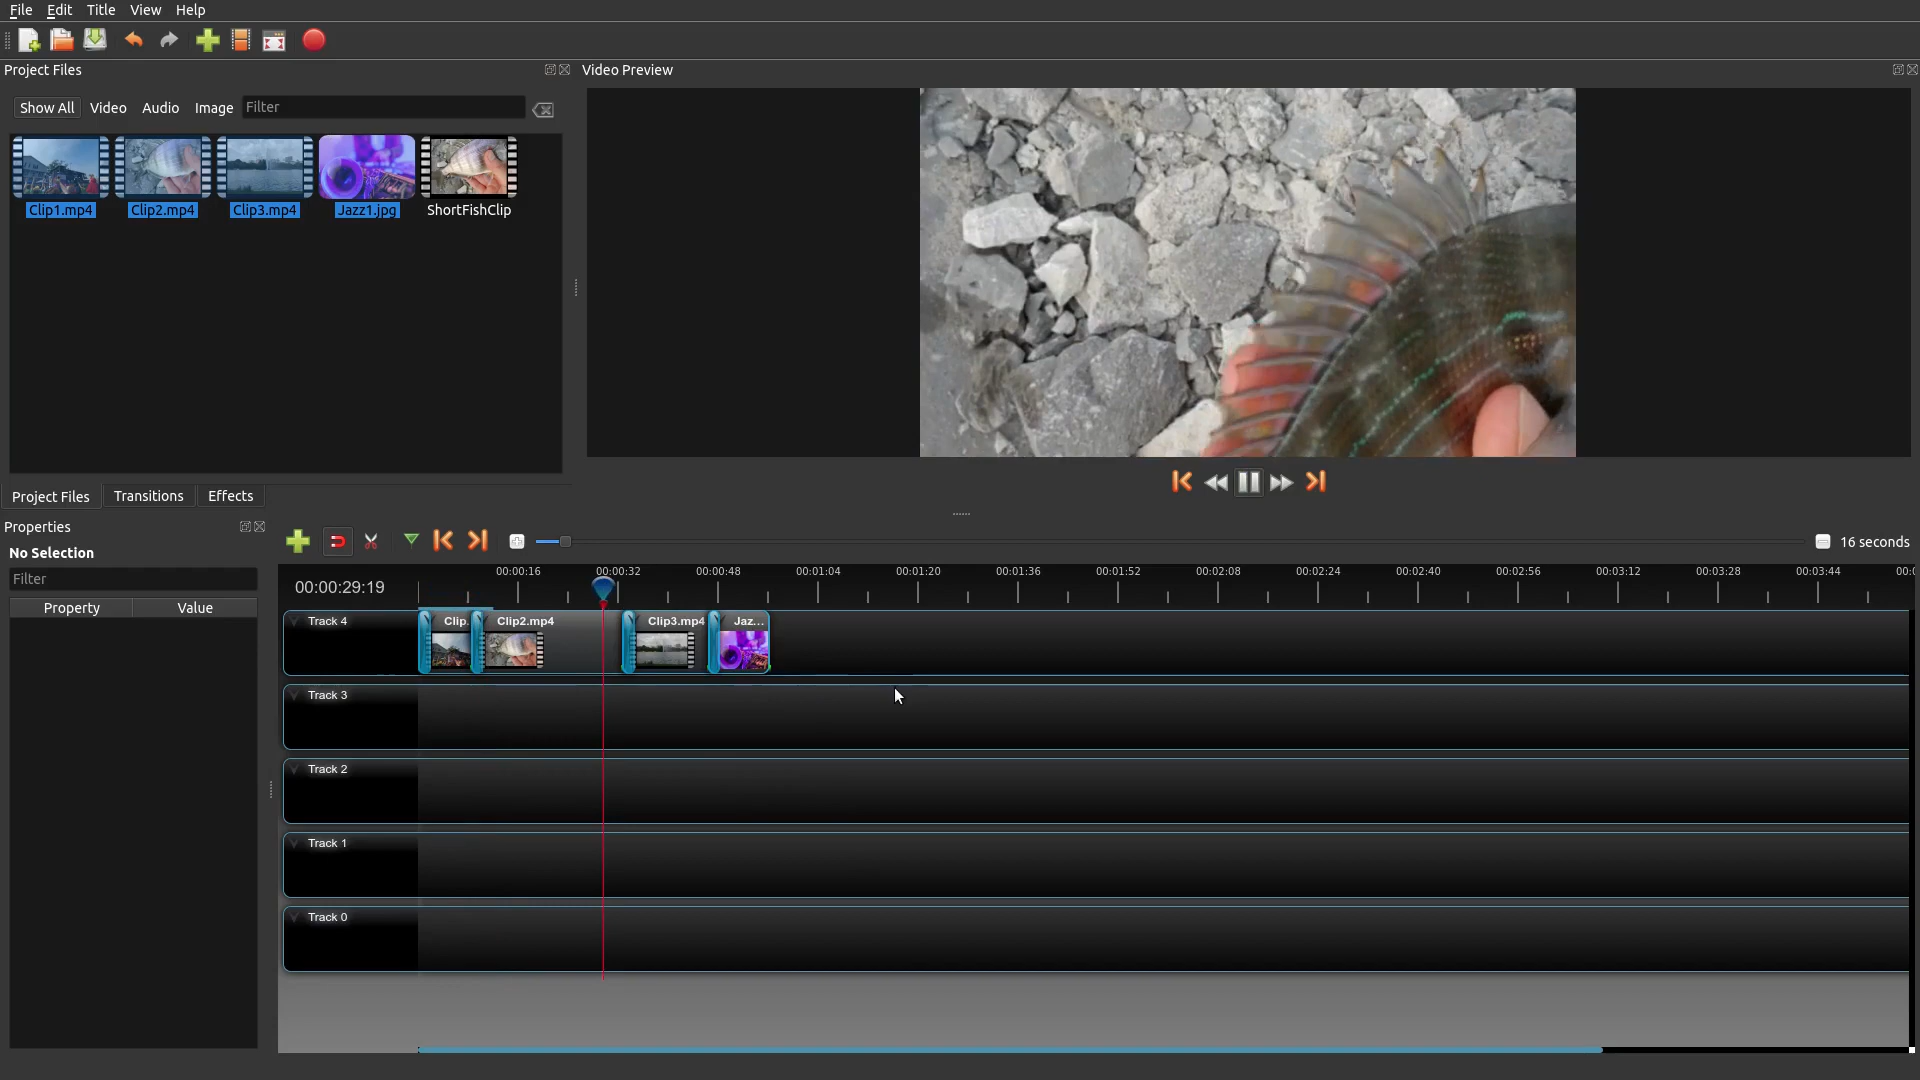 File Edit Title View Help
Project Files
Video Preview
Show All Video Audio Image Filter
Clip1.mp4 Clip2.mp4 Clip3.mp4 Jazz1.jpg ShortFishClip
Project Files Transitions Effects
Properties
No Selection
Filter
Property Value
16 seconds
00:00:29:19
00:00:16 00:00:32 00:00:48 00:01:04 00:01:20 00:01:36 00:01:52 00:02:08 00:02:24 00:02:40 00:02:56 00:03:12 00:03:28 00:03:44 00:0
Track 4
Clip. Clip2.mp4 Clip3.mp4 Jaz...
Track 3
Track 2
Track 1
Track 0